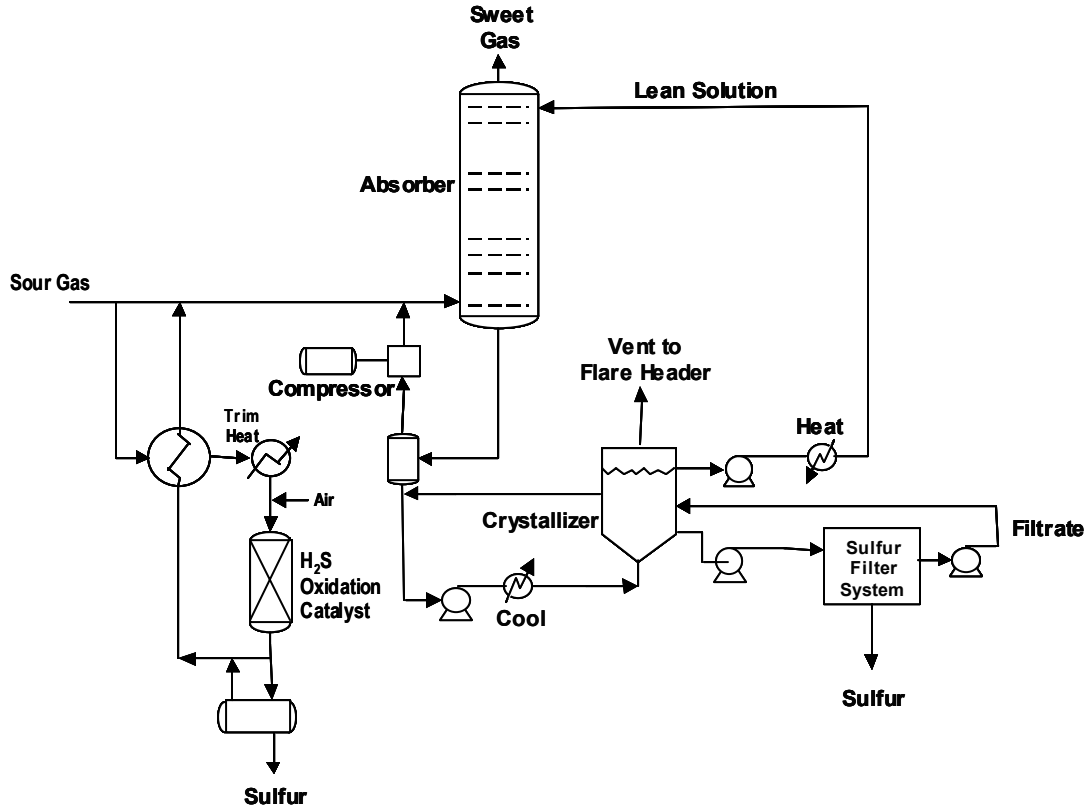 Sweet
Gas
Lean Solution
Absorber
Sour Gas
Vent to
Flare Header
Compressor
Trim
Heat
Heat
Air
Crystallizer
Filtrate
H₂S
Oxidation
Catalyst
Sulfur
Filter
System
Cool
Sulfur
Sulfur